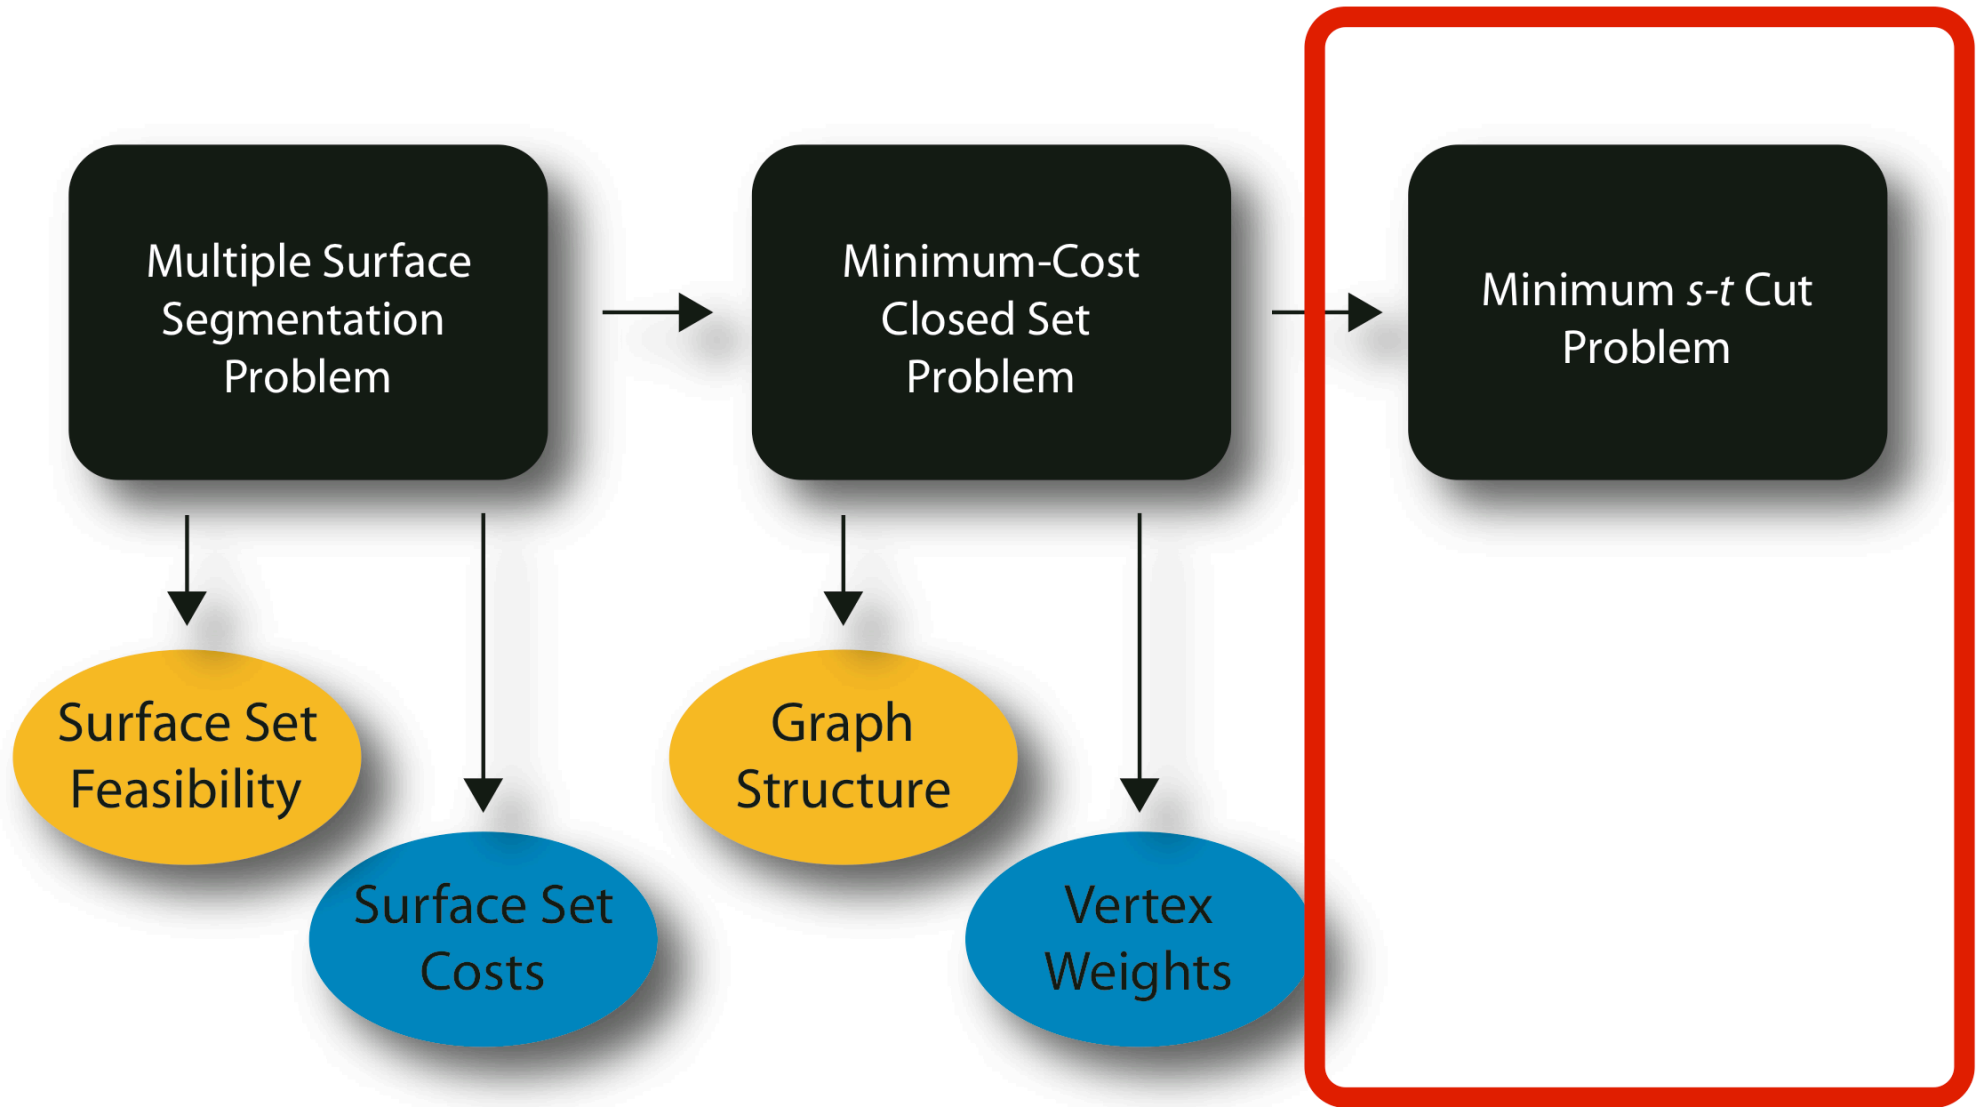 Multiple Surface
Segmentation
Problem
Minimum-Cost
Closed Set
Problem
Minimum s-t Cut
Problem
Surface Set
Feasibility
Surface Set
Costs
Graph
Structure
Vertex
Weights